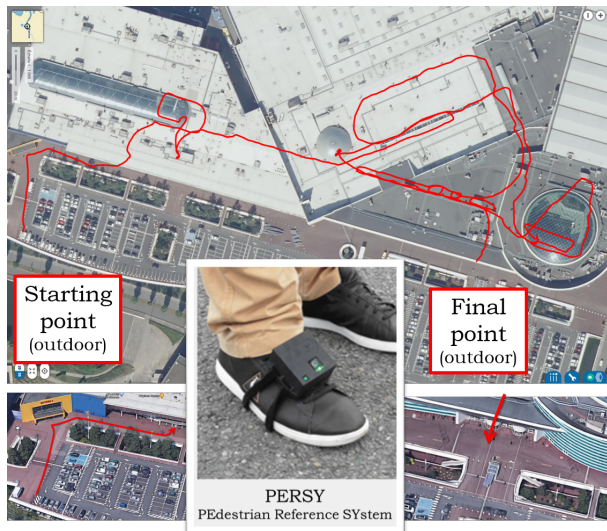 Starting
point
(outdoor)
Final
point
(outdoor)
PERSY
PEdestrian Reference SYstem